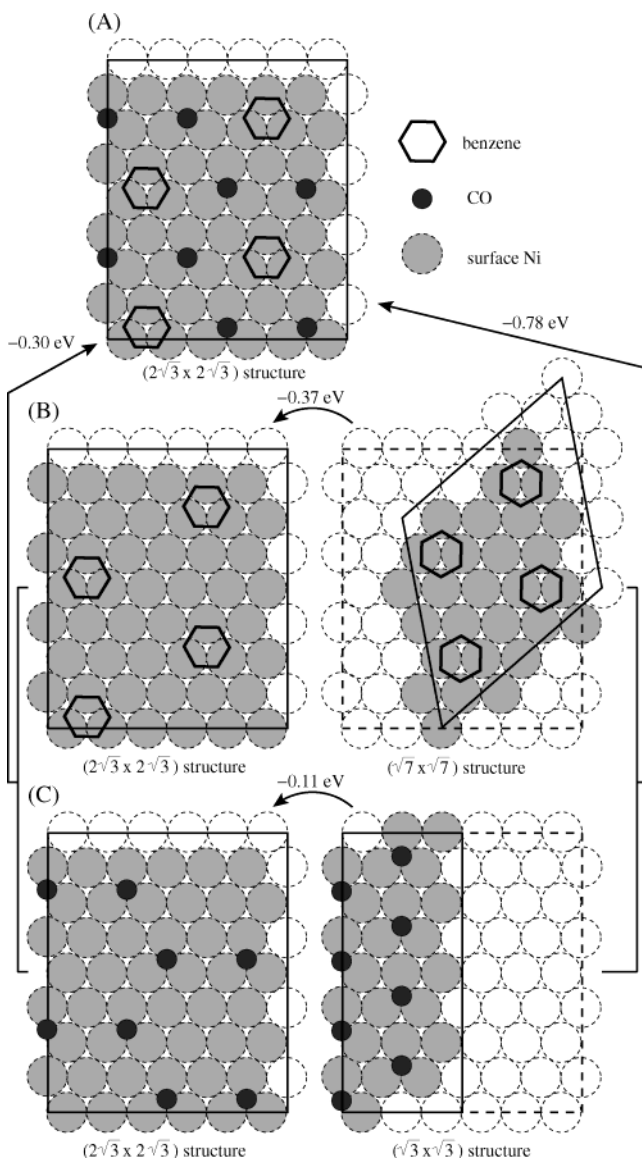 (A)
benzene
CO
surface Ni
−0.30 eV
−0.78 eV
(2√3 x 2√3) structure
(B)
−0.37 eV
(2√3 x 2√3) structure
(√7 x √7) structure
(C)
−0.11 eV
(2√3 x 2√3) structure
(√3 x √3) structure